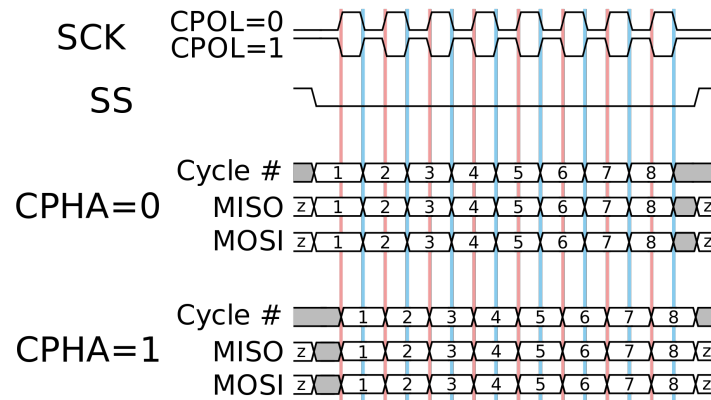 SCK CPOL=0
CPOL=1
SS
Cycle # 1 2 3 4 5 6 7 8
CPHA=0 MISO z 1 2 3 4 5 6 7 8 z
MOSI z 1 2 3 4 5 6 7 8 z
Cycle # 1 2 3 4 5 6 7 8
CPHA=1 MISO z 1 2 3 4 5 6 7 8 z
MOSI z 1 2 3 4 5 6 7 8 z